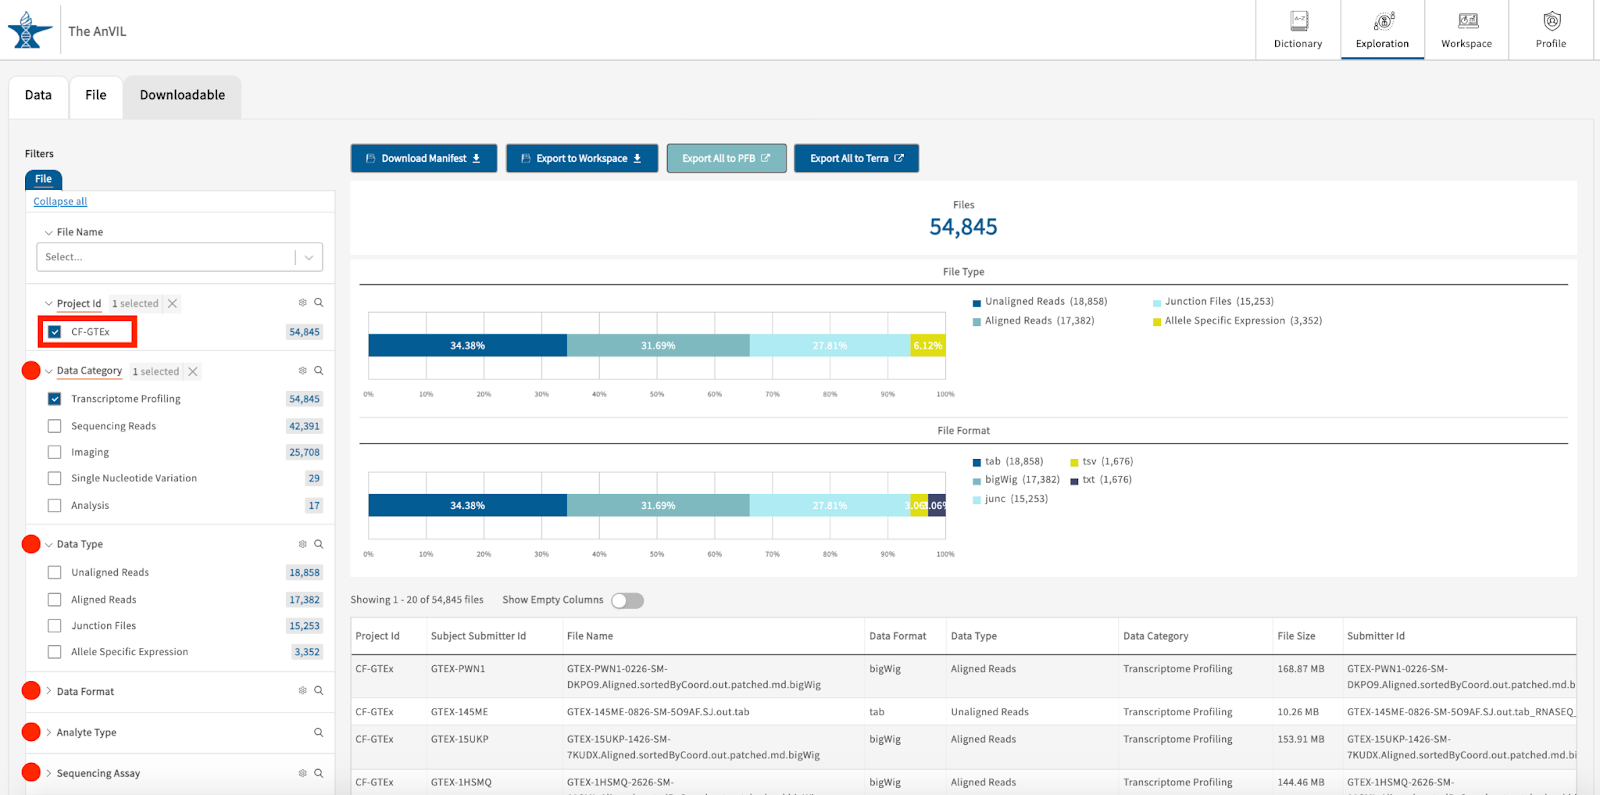 The AnVIL
Dictionary
Exploration
Workspace
Profile
Data
File
Downloadable
Filters
File
Collapse all
File Name
Select...
Project Id 1 selected
CF-GTEx 54,845
Data Category 1 selected
Transcriptome Profiling 54,845
Sequencing Reads 42,391
Imaging 25,708
Single Nucleotide Variation 29
Analysis 17
Data Type
Unaligned Reads 18,858
Aligned Reads 17,382
Junction Files 15,253
Allele Specific Expression 3,352
Data Format
Analyte Type
Sequencing Assay
Download Manifest
Export to Workspace
Export All to PFB
Export All to Terra
Files
54,845
File Type
Unaligned Reads (18,858) Junction Files (15,253)
Aligned Reads (17,382) Allele Specific Expression (3,352)
34.38% 31.69% 27.81% 6.12%
0% 10% 20% 30% 40% 50% 60% 70% 80% 90% 100%
File Format
tab (18,858) tsv (1,676)
bigWig (17,382) txt (1,676)
junc (15,253)
34.38% 31.69% 27.81% 3.06% 3.06%
0% 10% 20% 30% 40% 50% 60% 70% 80% 90% 100%
Showing 1 - 20 of 54,845 files Show Empty Columns
Project Id Subject Submitter Id File Name Data Format Data Type Data Category File Size Submitter Id
CF-GTEx GTEX-PWN1 GTEX-PWN1-0226-SM- bigWig Aligned Reads Transcriptome Profiling 168.87 MB GTEX-PWN1-0226-SM-
DKPO9.Aligned.sortedByCoord.out.patched.md.bigWig DKPO9.Aligned.sortedByCoord.out.patched.md.b
CF-GTEx GTEX-145ME GTEX-145ME-0826-SM-5O9AF.SJ.out.tab tab Unaligned Reads Transcriptome Profiling 10.26 MB GTEX-145ME-0826-SM-5O9AF.SJ.out.tab_RNASEQ_
CF-GTEx GTEX-15UKP GTEX-15UKP-1426-SM- bigWig Aligned Reads Transcriptome Profiling 153.91 MB GTEX-15UKP-1426-SM-
7KUDX.Aligned.sortedByCoord.out.patched.md.bigWig 7KUDX.Aligned.sortedByCoord.out.patched.md.b
CF-GTEx GTEX-1HSMQ GTEX-1HSMQ-2626-SM- bigWig Aligned Reads Transcriptome Profiling 144.46 MB GTEX-1HSMQ-2626-SM-